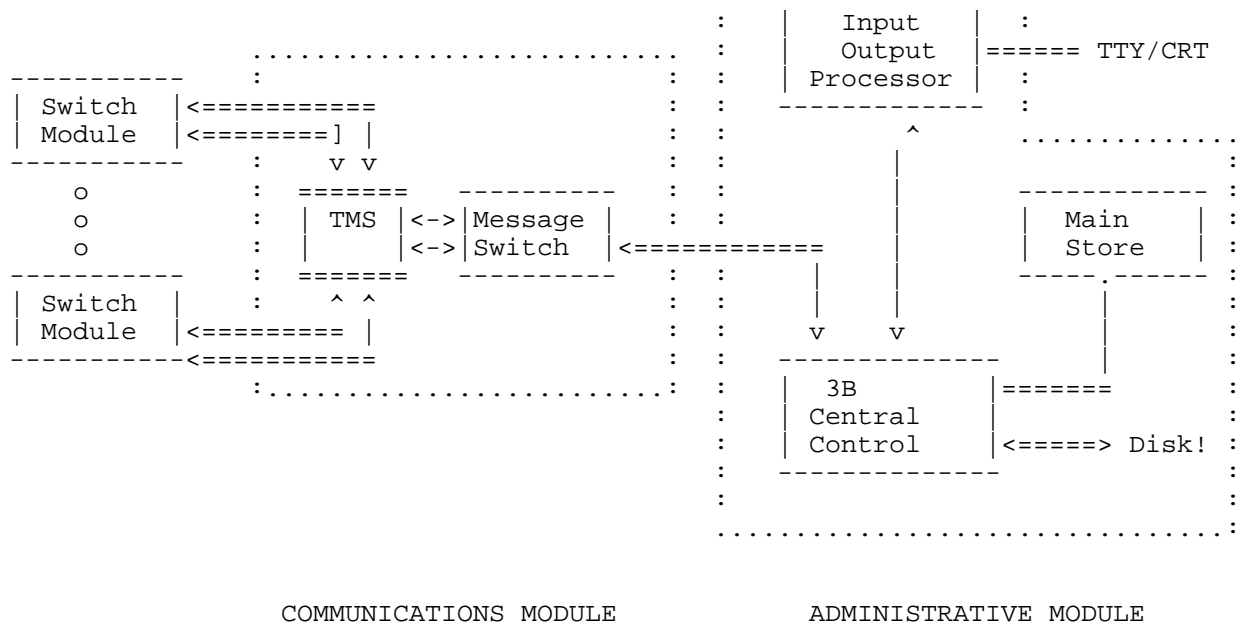 Input
Output ====== TTY/CRT
Processor
Switch
Module
o
o
o
TMS
Message
Switch
Main
Store
Switch
Module
3B
Central
Control
Disk!
COMMUNICATIONS MODULE
ADMINISTRATIVE MODULE